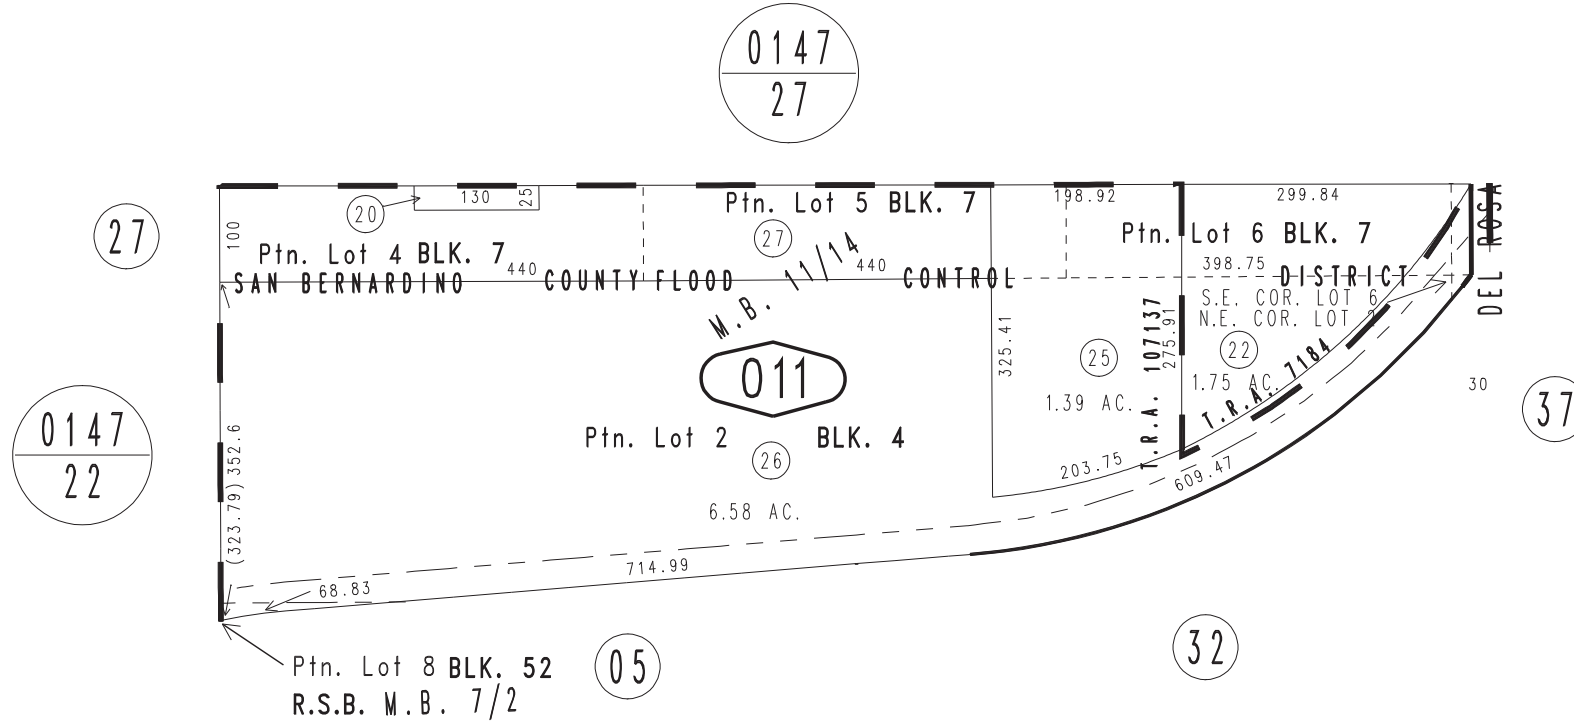 0147
27
27
20
130
25
100
Ptn. Lot 4 BLK. 7
Ptn. Lot 5 BLK. 7
198.92
299.84
27
Ptn. Lot 6 BLK. 7
DEL ROSA
SAN BERNARDINO COUNTY FLOOD CONTROL DISTRICT
440
440
398.75
M.B. 11/14
S.E. COR. LOT 6
N.E. COR. LOT
325.41
T.R.A. 107137
275.91
25
1.39 AC.
22
1.75 AC.
T.R.A. 7184
30
37
011
0147
22
(323.79) 352.6
Ptn. Lot 2 BLK. 4
26
6.58 AC.
203.75
609.47
714.99
68.83
Ptn. Lot 8 BLK. 52
R.S.B. M.B. 7/2
05
32